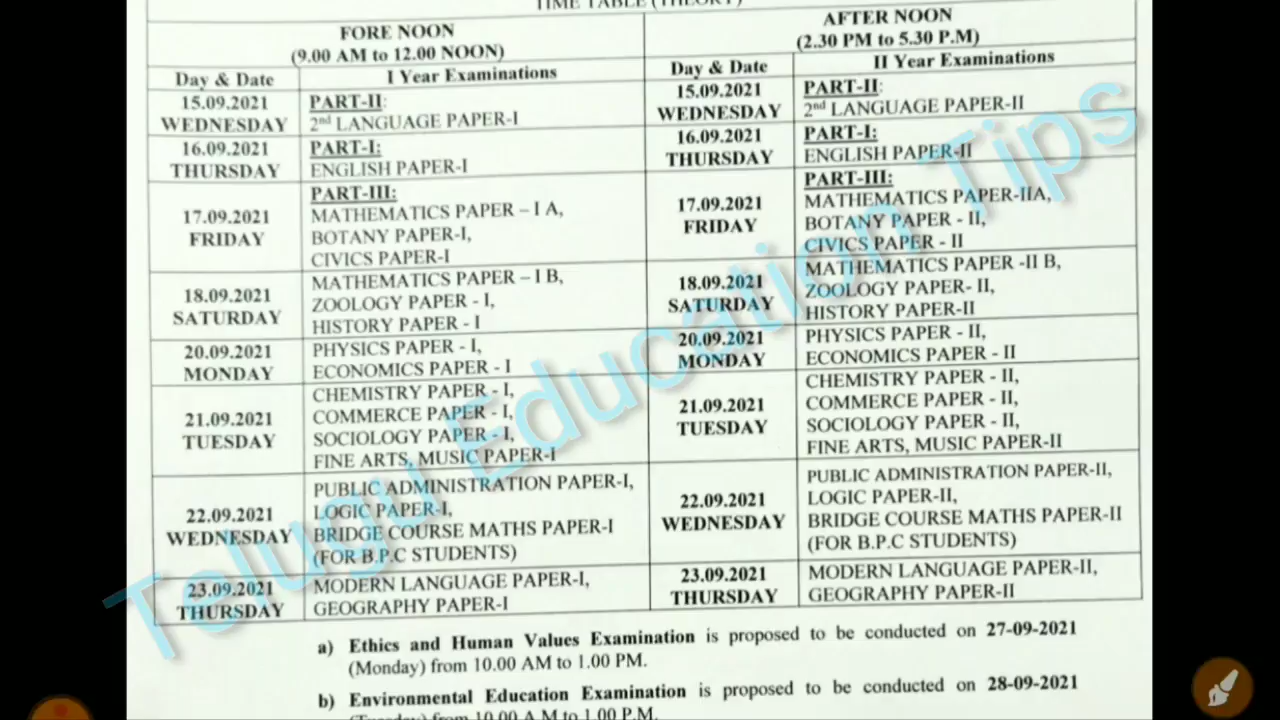 TIME TABLE (THEORY)
FORE NOON
(9.00 AM to 12.00 NOON)
AFTER NOON
(2.30 PM to 5.30 P.M)
Day & Date
I Year Examinations
Day & Date
II Year Examinations
15.09.2021
WEDNESDAY
PART-II:
2nd LANGUAGE PAPER-I
15.09.2021
WEDNESDAY
PART-II:
2nd LANGUAGE PAPER-II
16.09.2021
THURSDAY
PART-I:
ENGLISH PAPER-I
16.09.2021
THURSDAY
PART-I:
ENGLISH PAPER-II
17.09.2021
FRIDAY
PART-III:
MATHEMATICS PAPER – I A,
BOTANY PAPER-I,
CIVICS PAPER-I
17.09.2021
FRIDAY
PART-III:
MATHEMATICS PAPER-IIA,
BOTANY PAPER - II,
CIVICS PAPER - II
18.09.2021
SATURDAY
MATHEMATICS PAPER – I B,
ZOOLOGY PAPER - I,
HISTORY PAPER - I
18.09.2021
SATURDAY
MATHEMATICS PAPER -II B,
ZOOLOGY PAPER- II,
HISTORY PAPER-II
20.09.2021
MONDAY
PHYSICS PAPER - I,
ECONOMICS PAPER - I
20.09.2021
MONDAY
PHYSICS PAPER - II,
ECONOMICS PAPER - II
21.09.2021
TUESDAY
CHEMISTRY PAPER - I,
COMMERCE PAPER - I,
SOCIOLOGY PAPER - I,
FINE ARTS, MUSIC PAPER-I
21.09.2021
TUESDAY
CHEMISTRY PAPER - II,
COMMERCE PAPER - II,
SOCIOLOGY PAPER - II,
FINE ARTS, MUSIC PAPER-II
22.09.2021
WEDNESDAY
PUBLIC ADMINISTRATION PAPER-I,
LOGIC PAPER-I,
BRIDGE COURSE MATHS PAPER-I
(FOR B.P.C STUDENTS)
22.09.2021
WEDNESDAY
PUBLIC ADMINISTRATION PAPER-II,
LOGIC PAPER-II,
BRIDGE COURSE MATHS PAPER-II
(FOR B.P.C STUDENTS)
23.09.2021
THURSDAY
MODERN LANGUAGE PAPER-I,
GEOGRAPHY PAPER-I
23.09.2021
THURSDAY
MODERN LANGUAGE PAPER-II,
GEOGRAPHY PAPER-II
a) Ethics and Human Values Examination is proposed to be conducted on 27-09-2021
(Monday) from 10.00 AM to 1.00 PM.
b) Environmental Education Examination is proposed to be conducted on 28-09-2021
(Tuesday) from 10.00 A.M to 1.00 P.M.
Telugu Education Tips